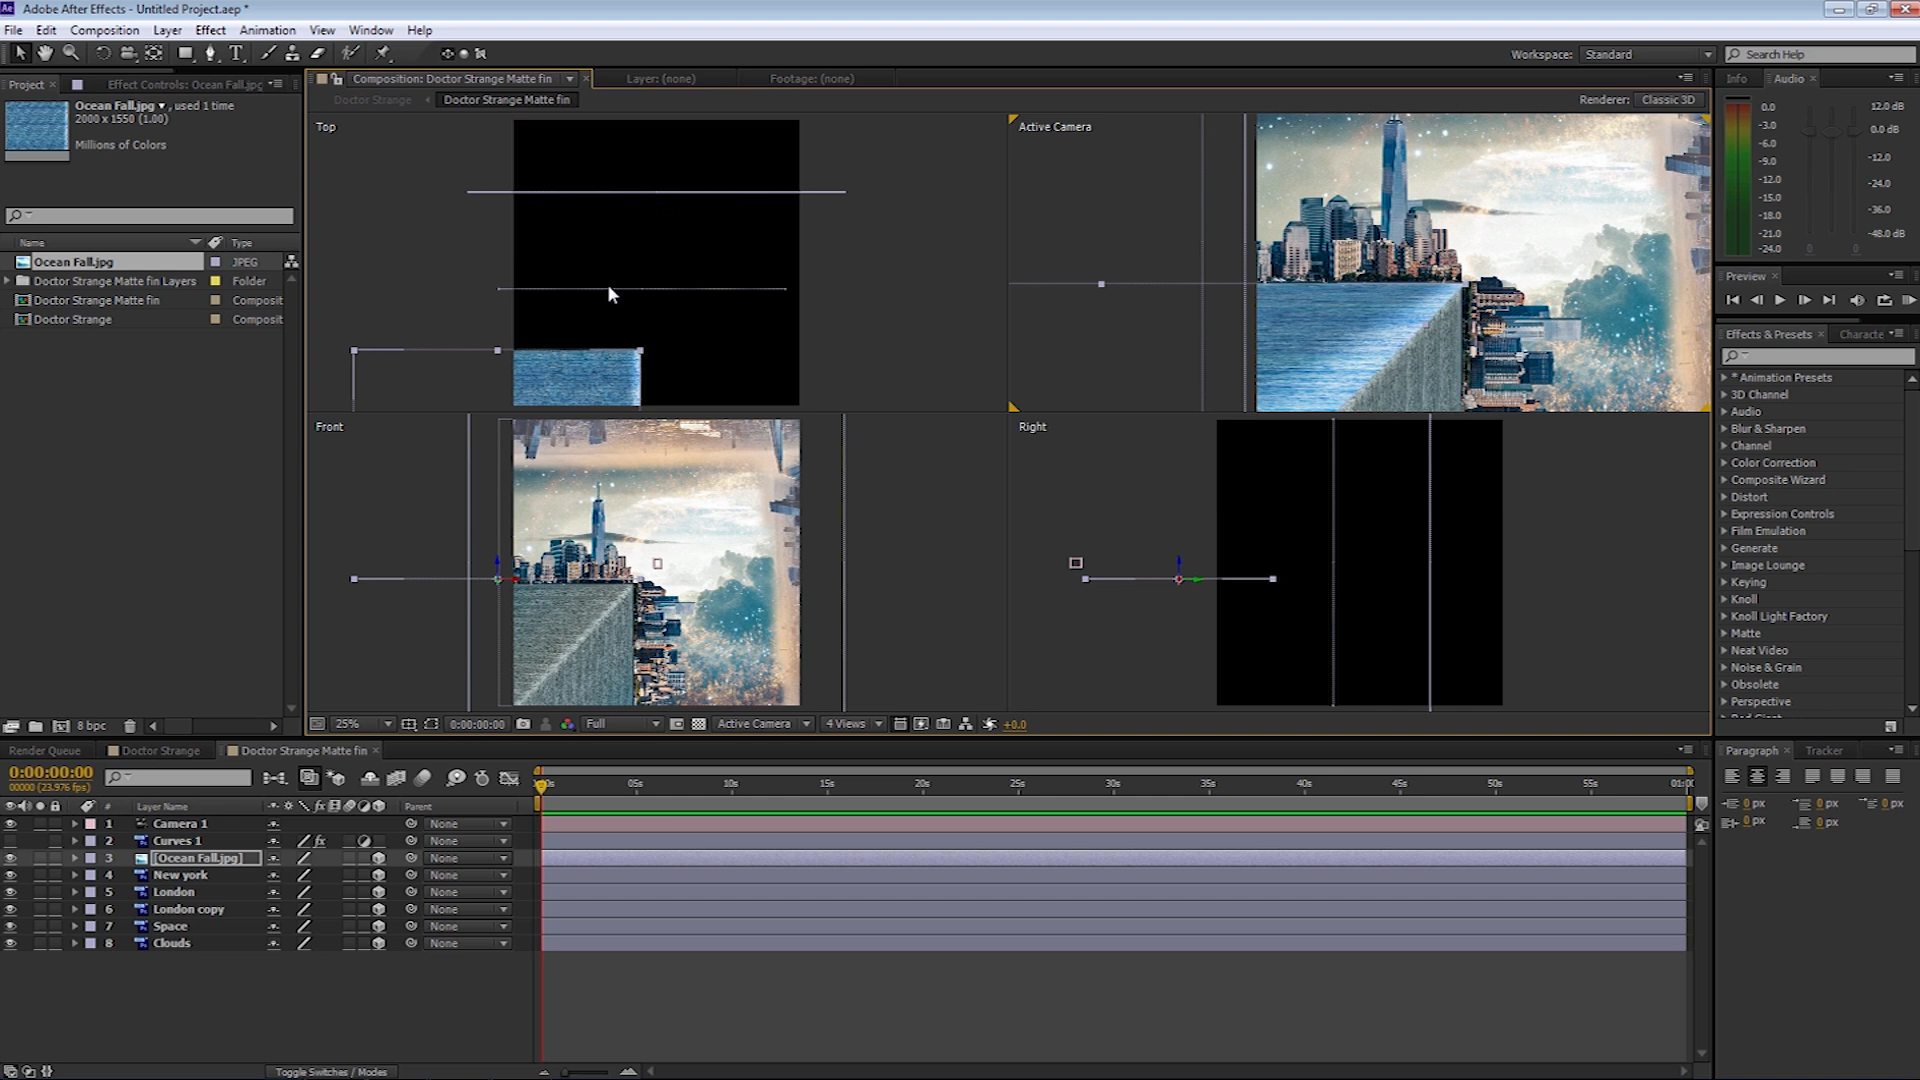 Adobe After Effects - Untitled Project.aep *
File Edit Composition Layer Effect Animation View Window Help
Workspace: Standard Search Help
Project Effect Controls: Ocean Fall.jpg
Ocean Fall.jpg , used 1 time
2000 x 1550 (1.00)
Millions of Colors
Name Type
Ocean Fall.jpg JPEG
Doctor Strange Matte fin Layers Folder
Doctor Strange Matte fin Composit
Doctor Strange Composit
8 bpc
Composition: Doctor Strange Matte fin Layer: (none) Footage: (none)
Doctor Strange Doctor Strange Matte fin Renderer: Classic 3D
Top
Active Camera
Front
Right
25% 0:00:00:00 Full Active Camera 4 Views +0.0
Info Audio
0.0
-3.0
-6.0
-9.0
-12.0
-15.0
-18.0
-21.0
-24.0
12.0 dB
0.0 dB
-12.0
-24.0
-36.0
-48.0 dB
0 0
Preview
Effects & Presets Characte
* Animation Presets
3D Channel
Audio
Blur & Sharpen
Channel
Color Correction
Composite Wizard
Distort
Expression Controls
Film Emulation
Generate
Image Lounge
Keying
Knoll
Knoll Light Factory
Matte
Neat Video
Noise & Grain
Obsolete
Perspective
Render Queue Doctor Strange Doctor Strange Matte fin
0:00:00:00
00000 (23.976 fps)
05s 10s 15s 20s 25s 30s 35s 40s 45s 50s 55s
# Layer Name fx Parent
1 Camera 1 None
2 Curves 1 fx None
3 [Ocean Fall.jpg] None
4 New york None
5 London None
6 London copy None
7 Space None
8 Clouds None
Toggle Switches / Modes
Paragraph Tracker
0 px 0 px 0 px
0 px 0 px